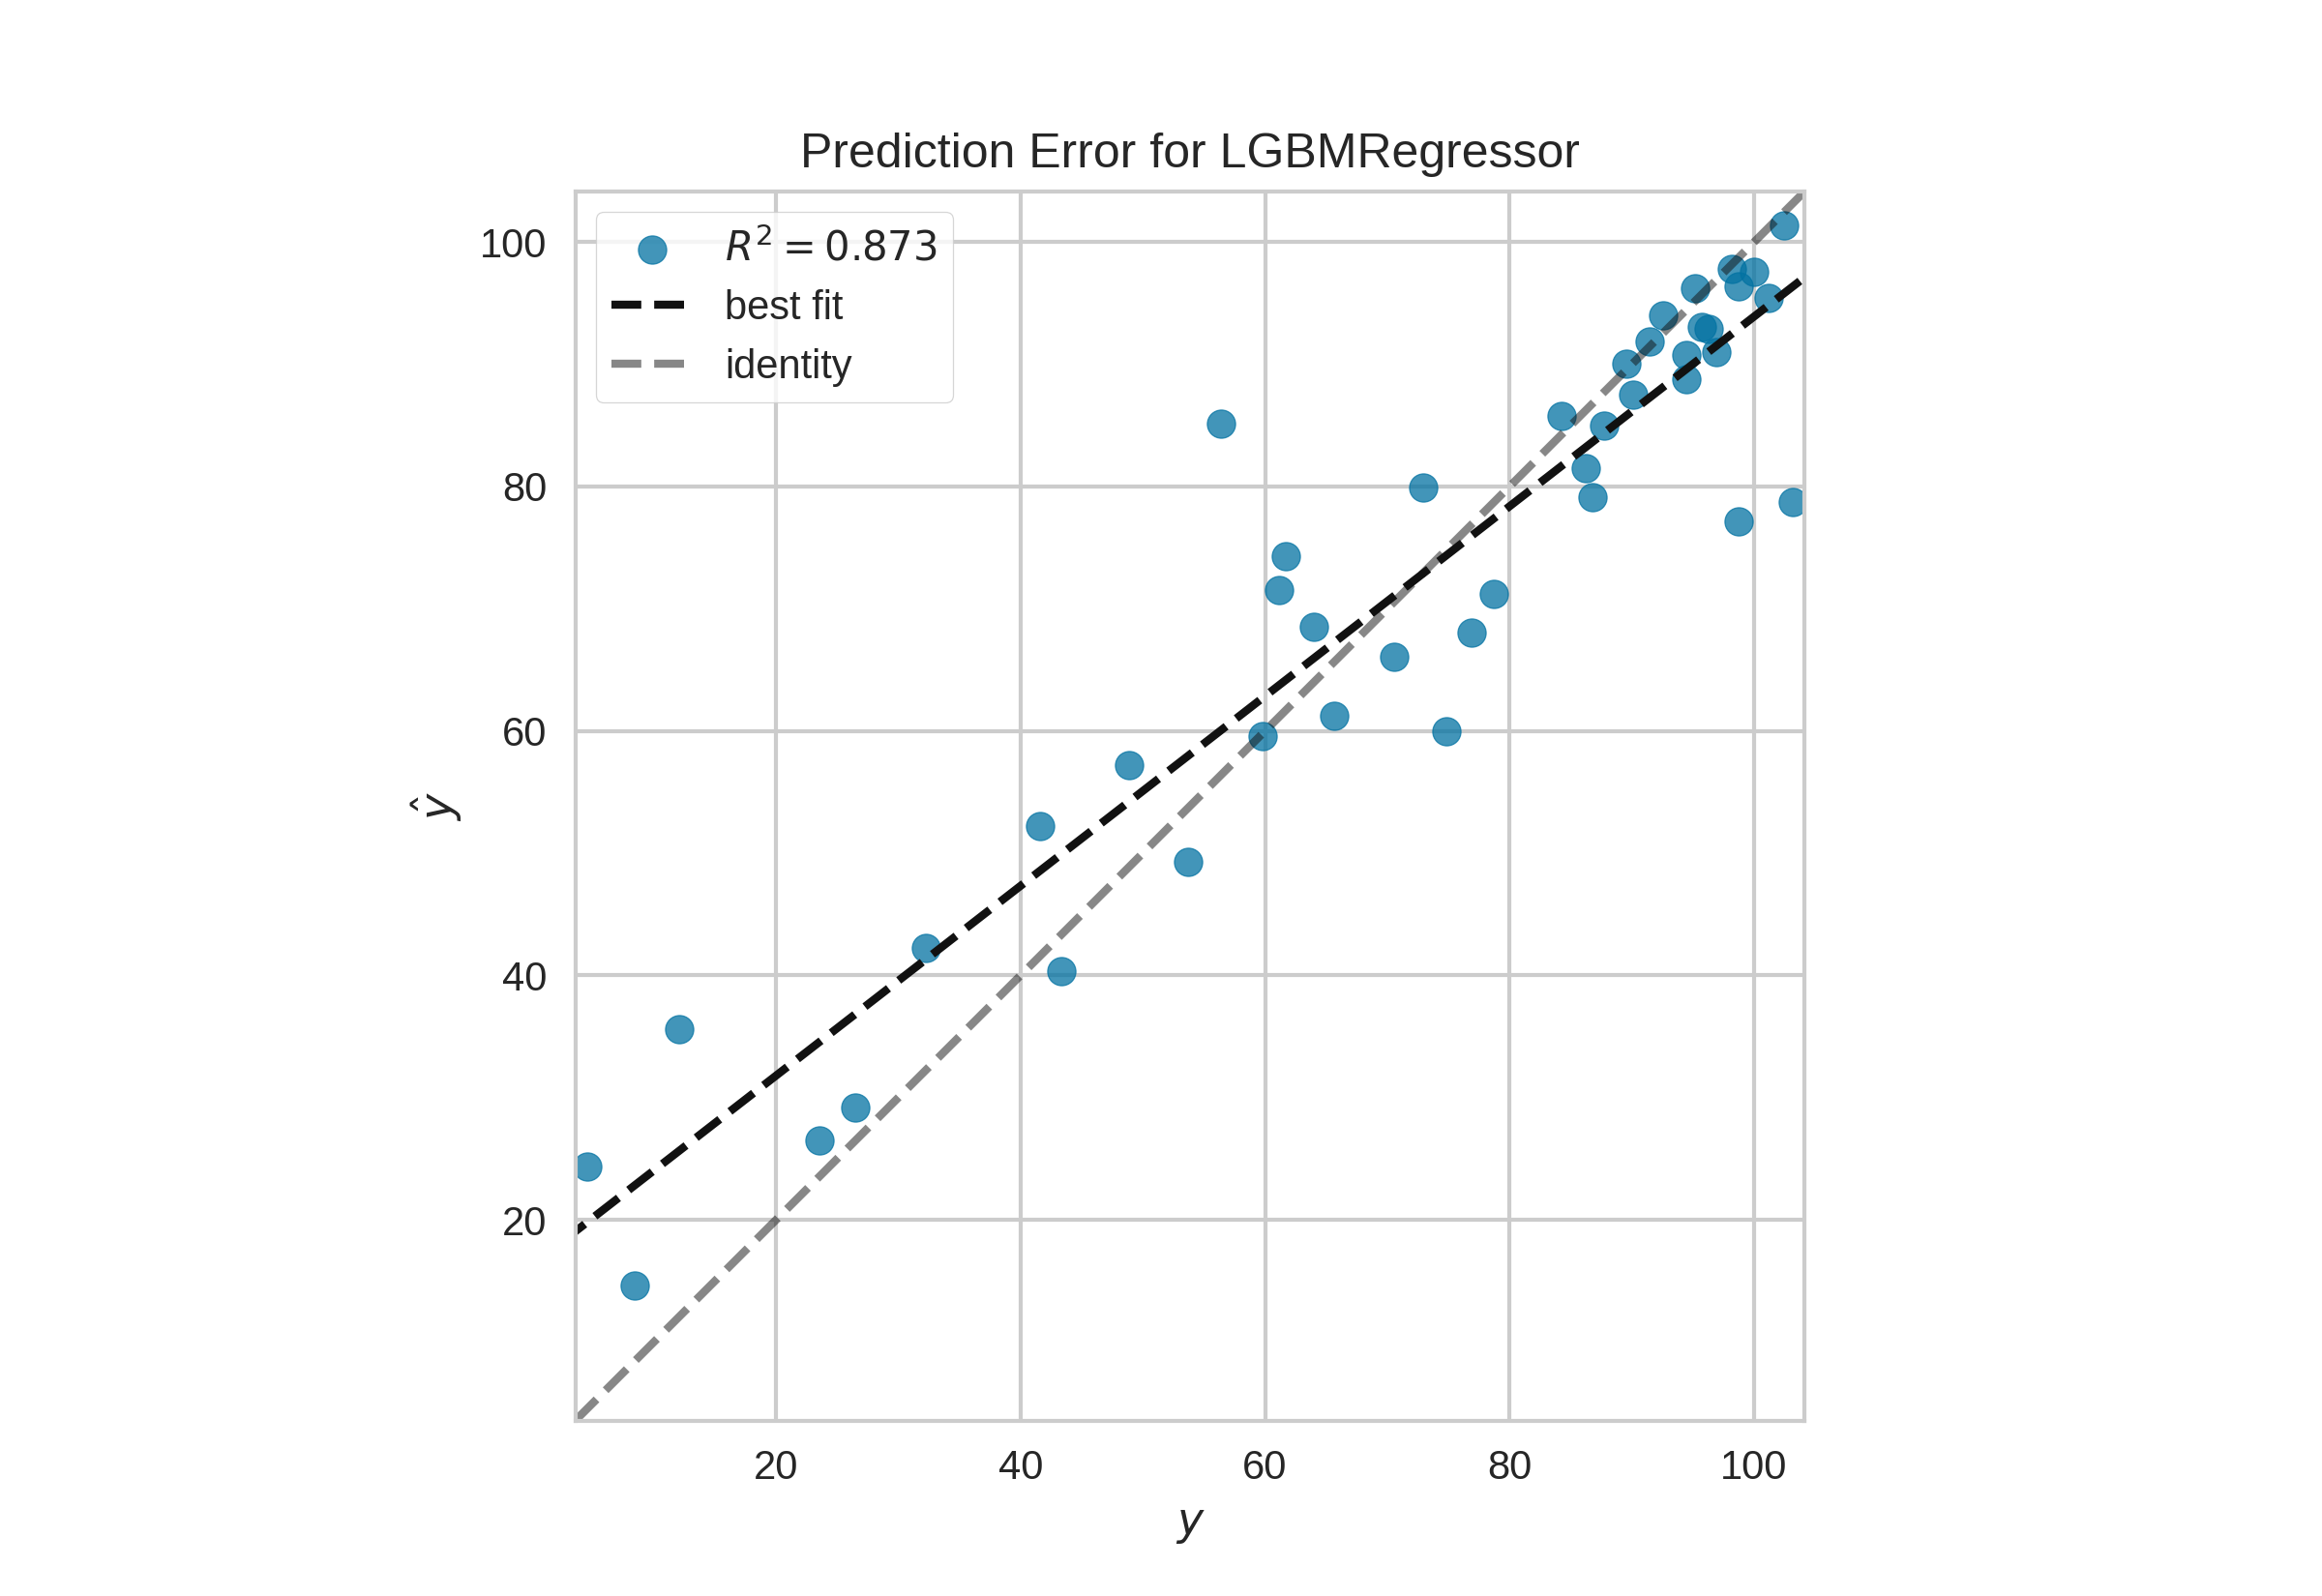 Prediction Error for LGBMRegressor
R² = 0.873
best fit
identity
100
80
60
40
20
ŷ
20 40 60 80 100
y